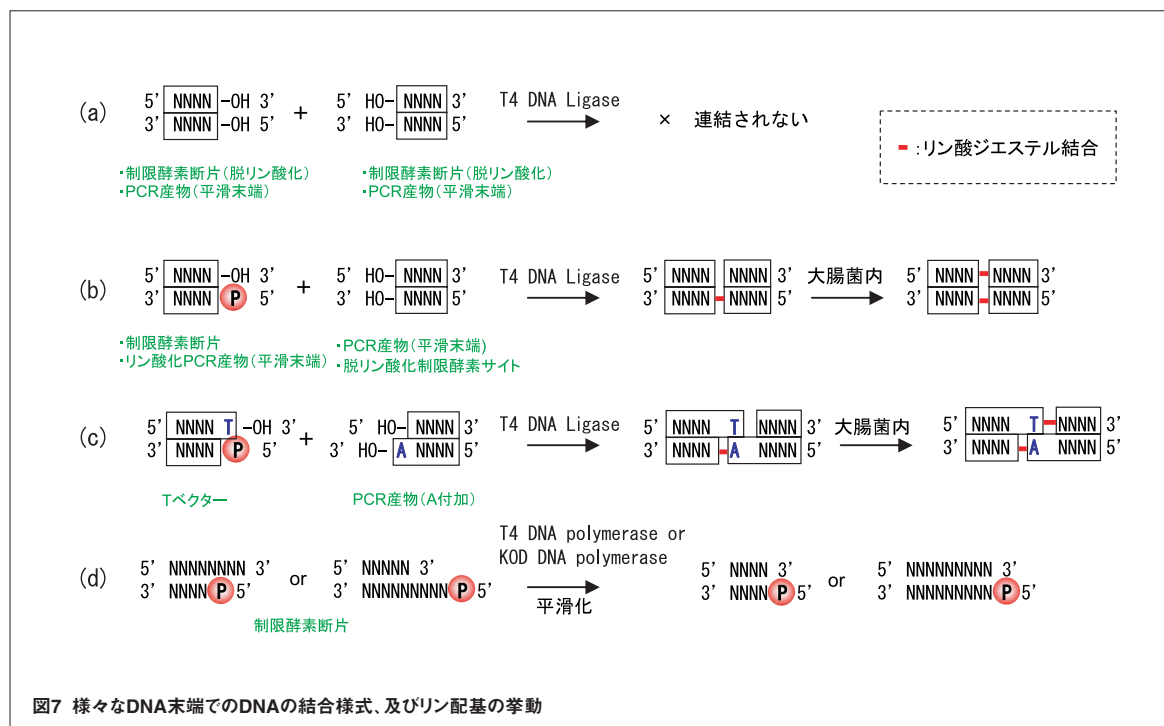 (a) 5' NNNN -OH 3' + 5' HO- NNNN 3' T4 DNA Ligase × 連結されない
3' NNNN -OH 5' 3' HO- NNNN 5'
・制限酵素断片(脱リン酸化) ・制限酵素断片(脱リン酸化)
・PCR産物(平滑末端) ・PCR産物(平滑末端)
-:リン酸ジエステル結合
(b) 5' NNNN -OH 3' + 5' HO- NNNN 3' T4 DNA Ligase 5' NNNN NNNN 3' 大腸菌内 5' NNNN-NNNN 3'
3' NNNN P 5' 3' HO- NNNN 5' 3' NNNN-NNNN 5' 3' NNNN-NNNN 5'
・制限酵素断片 ・PCR産物(平滑末端)
・リン酸化PCR産物(平滑末端) ・脱リン酸化制限酵素サイト
(c) 5' NNNN T -OH 3' + 5' HO- NNNN 3' T4 DNA Ligase 5' NNNN T NNNN 3' 大腸菌内 5' NNNN T-NNNN 3'
3' NNNN P 5' 3' HO- A NNNN 5' 3' NNNN-A NNNN 5' 3' NNNN-A NNNN 5'
Tベクター PCR産物(A付加)
T4 DNA polymerase or
KOD DNA polymerase
(d) 5' NNNNNNNN 3' or 5' NNNNN 3' 平滑化 5' NNNN 3' or 5' NNNNNNNNN 3'
3' NNNN P 5' 3' NNNNNNNNN P 5' 3' NNNN P 5' 3' NNNNNNNNN P 5'
制限酵素断片
図7 様々なDNA末端でのDNAの結合様式、及びリン配基の挙動